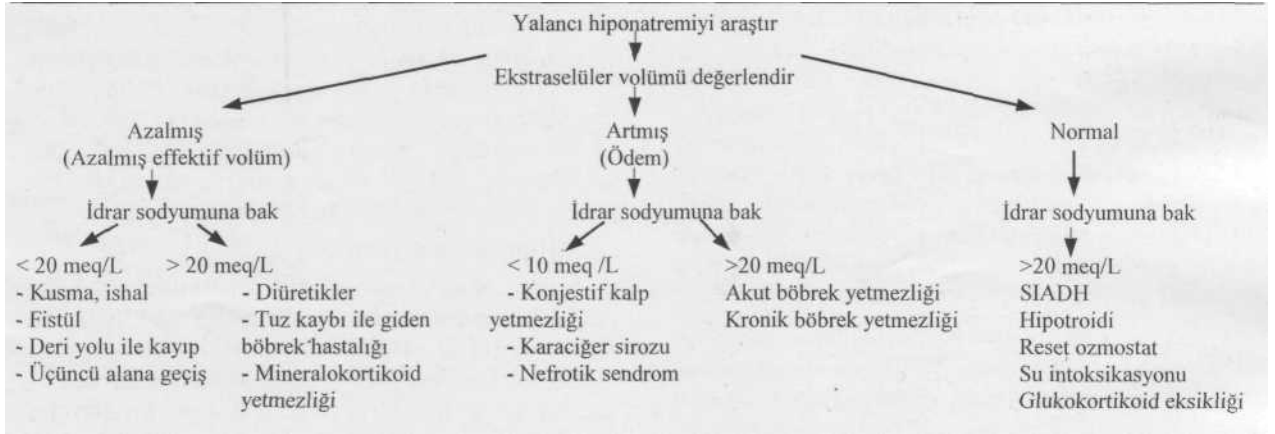 Yalancı hiponatremiyi araştır
Ekstraselüler volümü değerlendir
Azalmış
(Azalmış effektif volüm)
İdrar sodyumuna bak
< 20 meq/L
- Kusma, ishal
- Fistül
- Deri yolu ile kayıp
- Üçüncü alana geçiş
> 20 meq/L
- Diüretikler
- Tuz kaybı ile giden
böbrek hastalığı
- Mineralokortikoid
yetmezliği
Artmış
(Ödem)
İdrar sodyumuna bak
< 10 meq /L
- Konjestif kalp
yetmezliği
- Karaciğer sirozu
- Nefrotik sendrom
>20 meq/L
Akut böbrek yetmezliği
Kronik böbrek yetmezliği
Normal
İdrar sodyumuna bak
>20 meq/L
SIADH
Hipotroidi
Reset ozmostat
Su intoksikasyonu
Glukokortikoid eksikliği